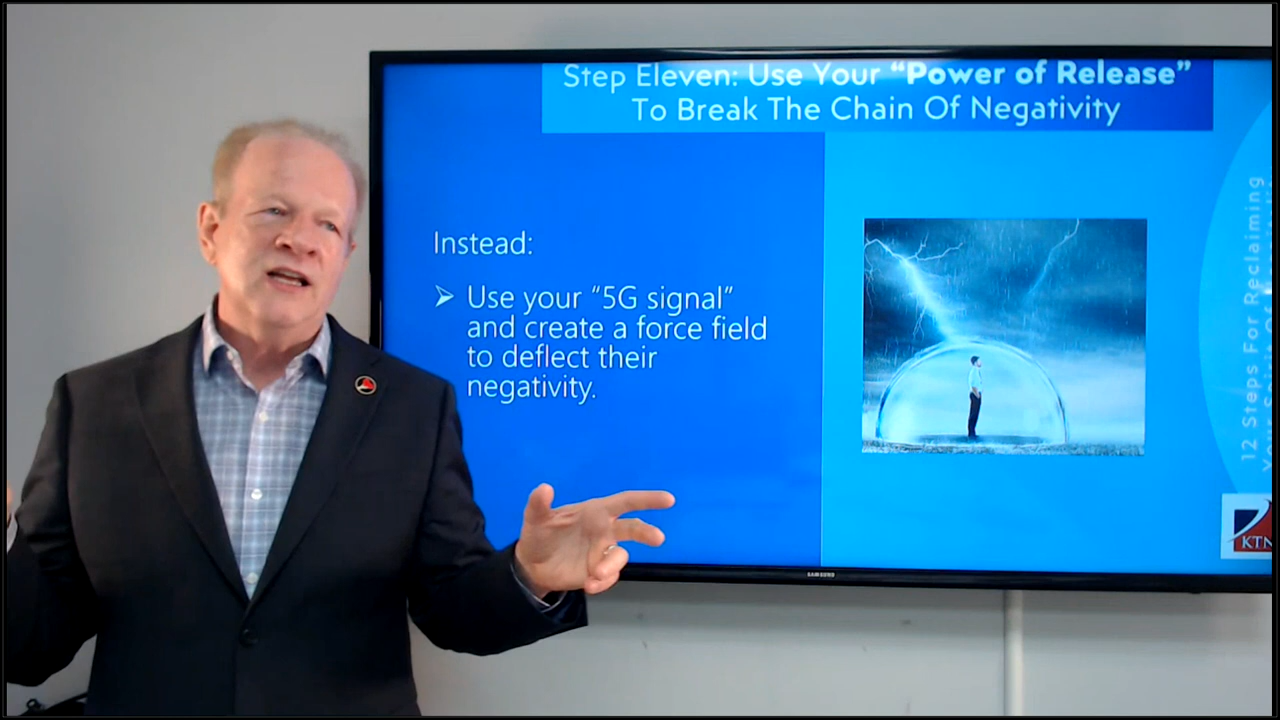 Step Eleven: Use Your “Power of Release”
To Break The Chain Of Negativity
Instead:
➢ Use your “5G signal”
and create a force field
to deflect their
negativity.
12 Steps For Reclaiming
KTN
SAMSUNG